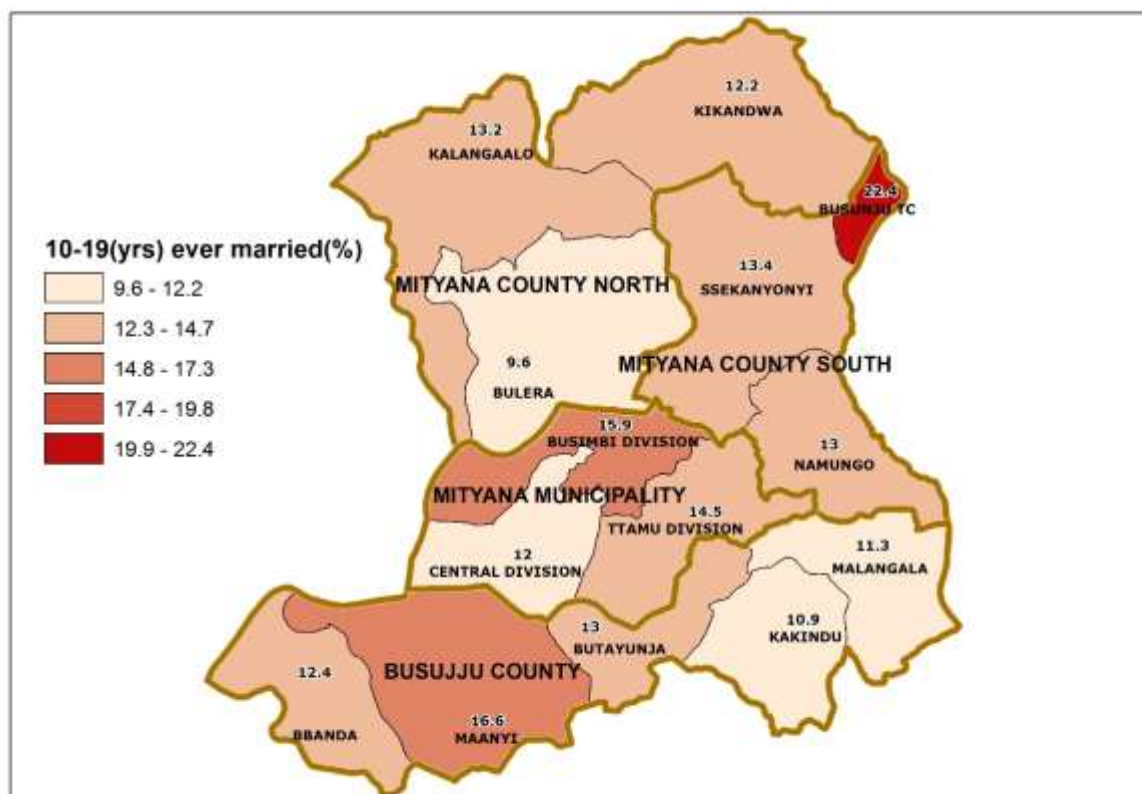 12.2
KIKANDWA
13.2
KALANGAALO
22.4
BUSUNJU TC
10-19(yrs) ever married(%)
9.6 - 12.2
12.3 - 14.7
14.8 - 17.3
17.4 - 19.8
19.9 - 22.4
13.4
SSEKANYONYI
MITYANA COUNTY NORTH
9.6
BULERA
MITYANA COUNTY SOUTH
15.9
BUSIMBI DIVISION
13
NAMUNGO
MITYANA MUNICIPALITY
14.5
TTAMU DIVISION
12
CENTRAL DIVISION
11.3
MALANGALA
10.9
KAKINDU
13
BUTAYUNJA
BUSUJJU COUNTY
12.4
BBANDA
16.6
MAANYI